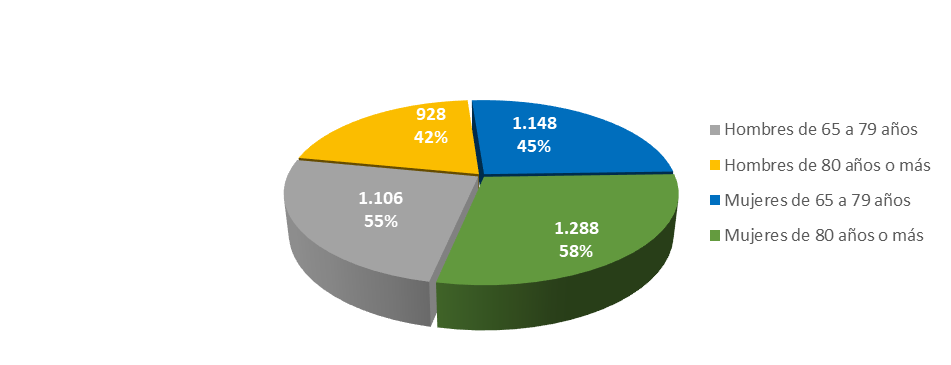 928
42%
1.148
45%
1.106
55%
1.288
58%
Hombres de 65 a 79 años
Hombres de 80 años o más
Mujeres de 65 a 79 años
Mujeres de 80 años o más